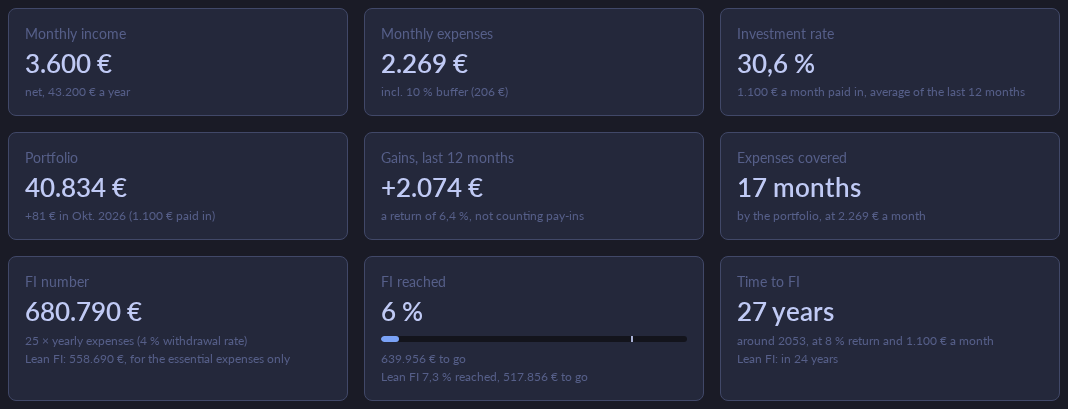 Monthly income
3.600 €
net, 43.200 € a year
Monthly expenses
2.269 €
incl. 10 % buffer (206 €)
Investment rate
30,6 %
1.100 € a month paid in, average of the last 12 months
Portfolio
40.834 €
+81 € in Okt. 2026 (1.100 € paid in)
Gains, last 12 months
+2.074 €
a return of 6,4 %, not counting pay-ins
Expenses covered
17 months
by the portfolio, at 2.269 € a month
FI number
680.790 €
25 × yearly expenses (4 % withdrawal rate)
Lean FI: 558.690 €, for the essential expenses only
FI reached
6 %
639.956 € to go
Lean FI 7,3 % reached, 517.856 € to go
Time to FI
27 years
around 2053, at 8 % return and 1.100 € a month
Lean FI: in 24 years